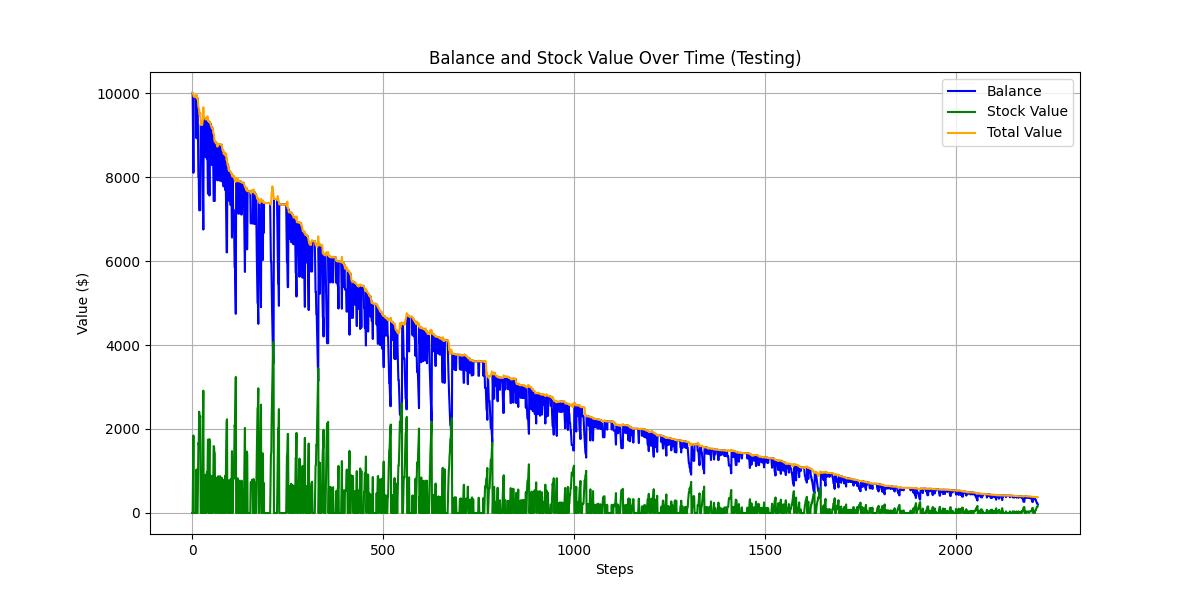 Balance and Stock Value Over Time (Testing)
Balance
Stock Value
Total Value
Value ($)
10000
8000
6000
4000
2000
0
0 500 1000 1500 2000
Steps